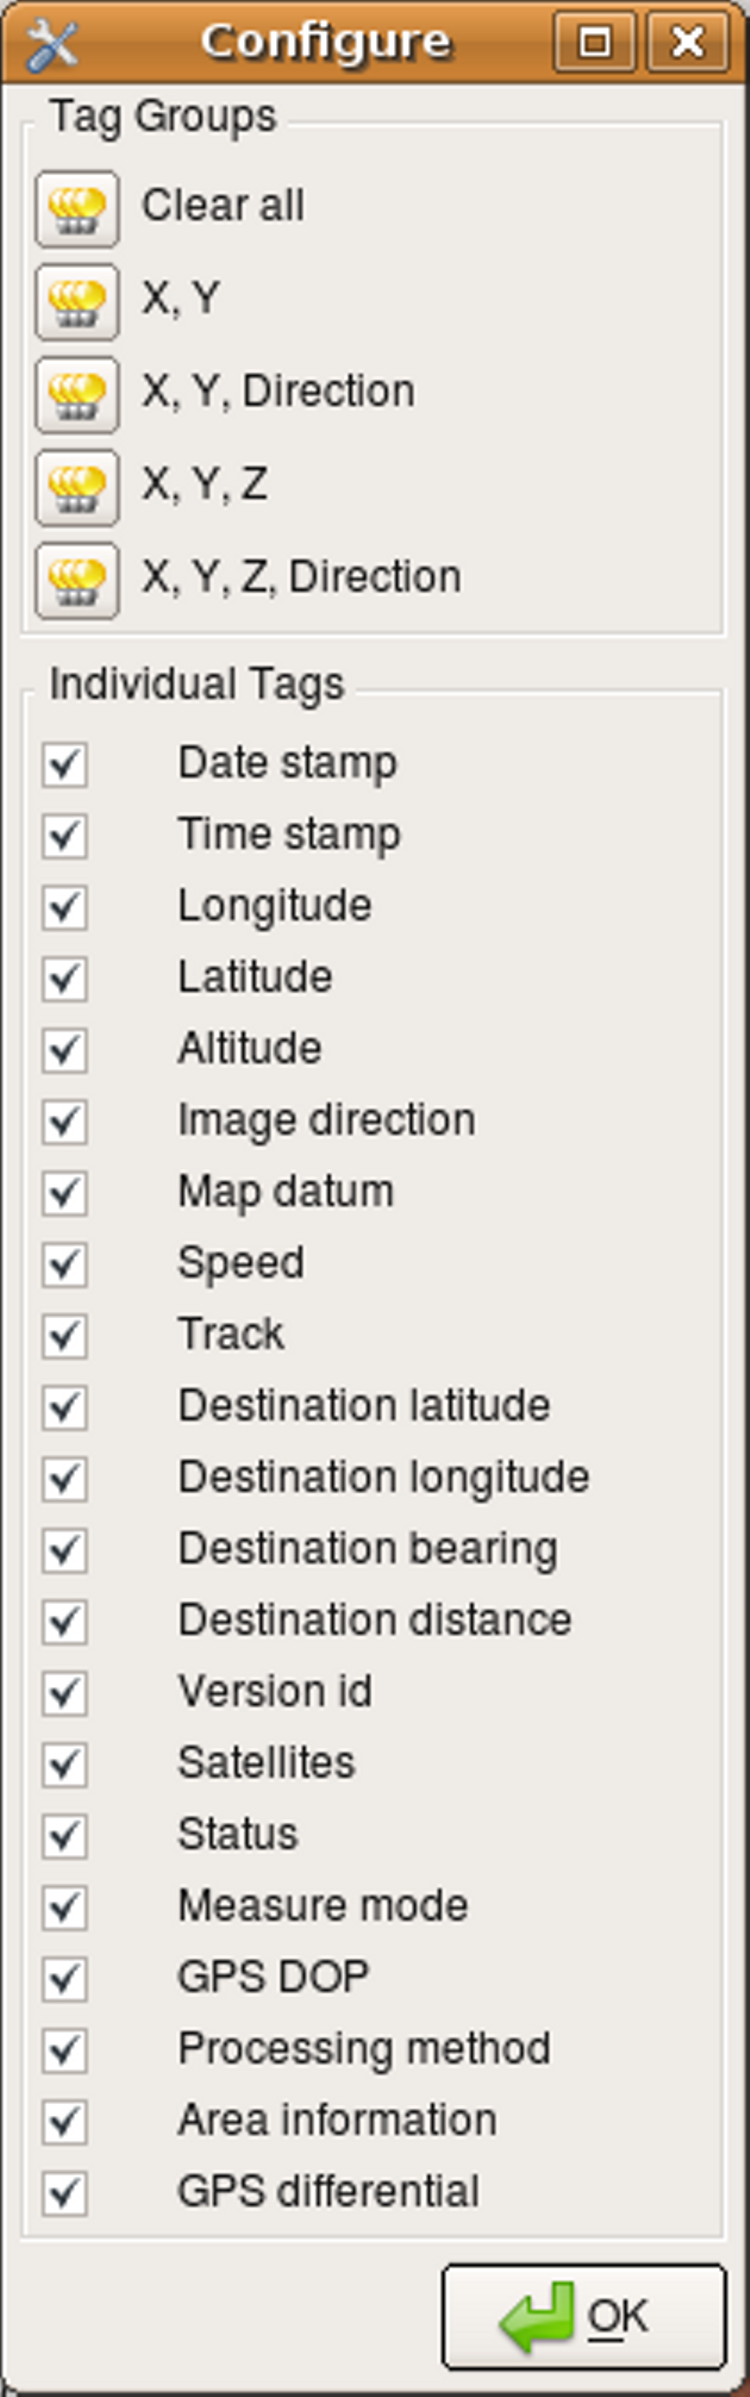 Configure
Tag Groups
Clear all
X, Y
X, Y, Direction
X, Y, Z
X, Y, Z, Direction
Individual Tags
Date stamp
Time stamp
Longitude
Latitude
Altitude
Image direction
Map datum
Speed
Track
Destination latitude
Destination longitude
Destination bearing
Destination distance
Version id
Satellites
Status
Measure mode
GPS DOP
Processing method
Area information
GPS differential
OK